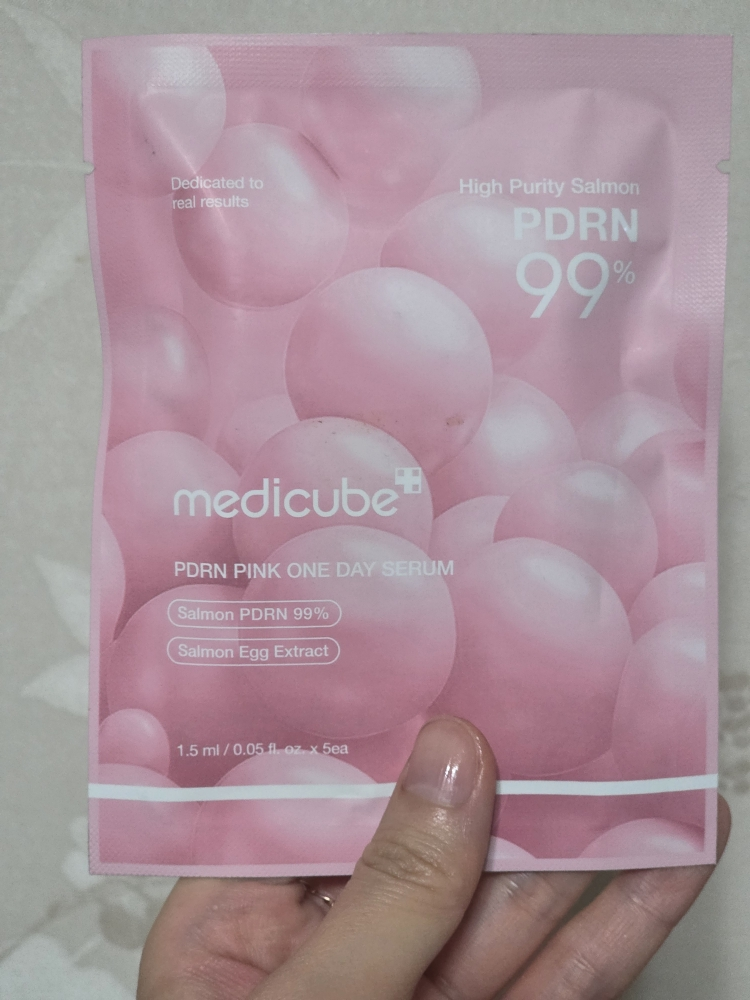 Dedicated to
real results
High Purity Salmon
PDRN
99%
medicube
PDRN PINK ONE DAY SERUM
Salmon PDRN 99%
Salmon Egg Extract
1.5 ml / 0.05 fl. oz. x 5ea